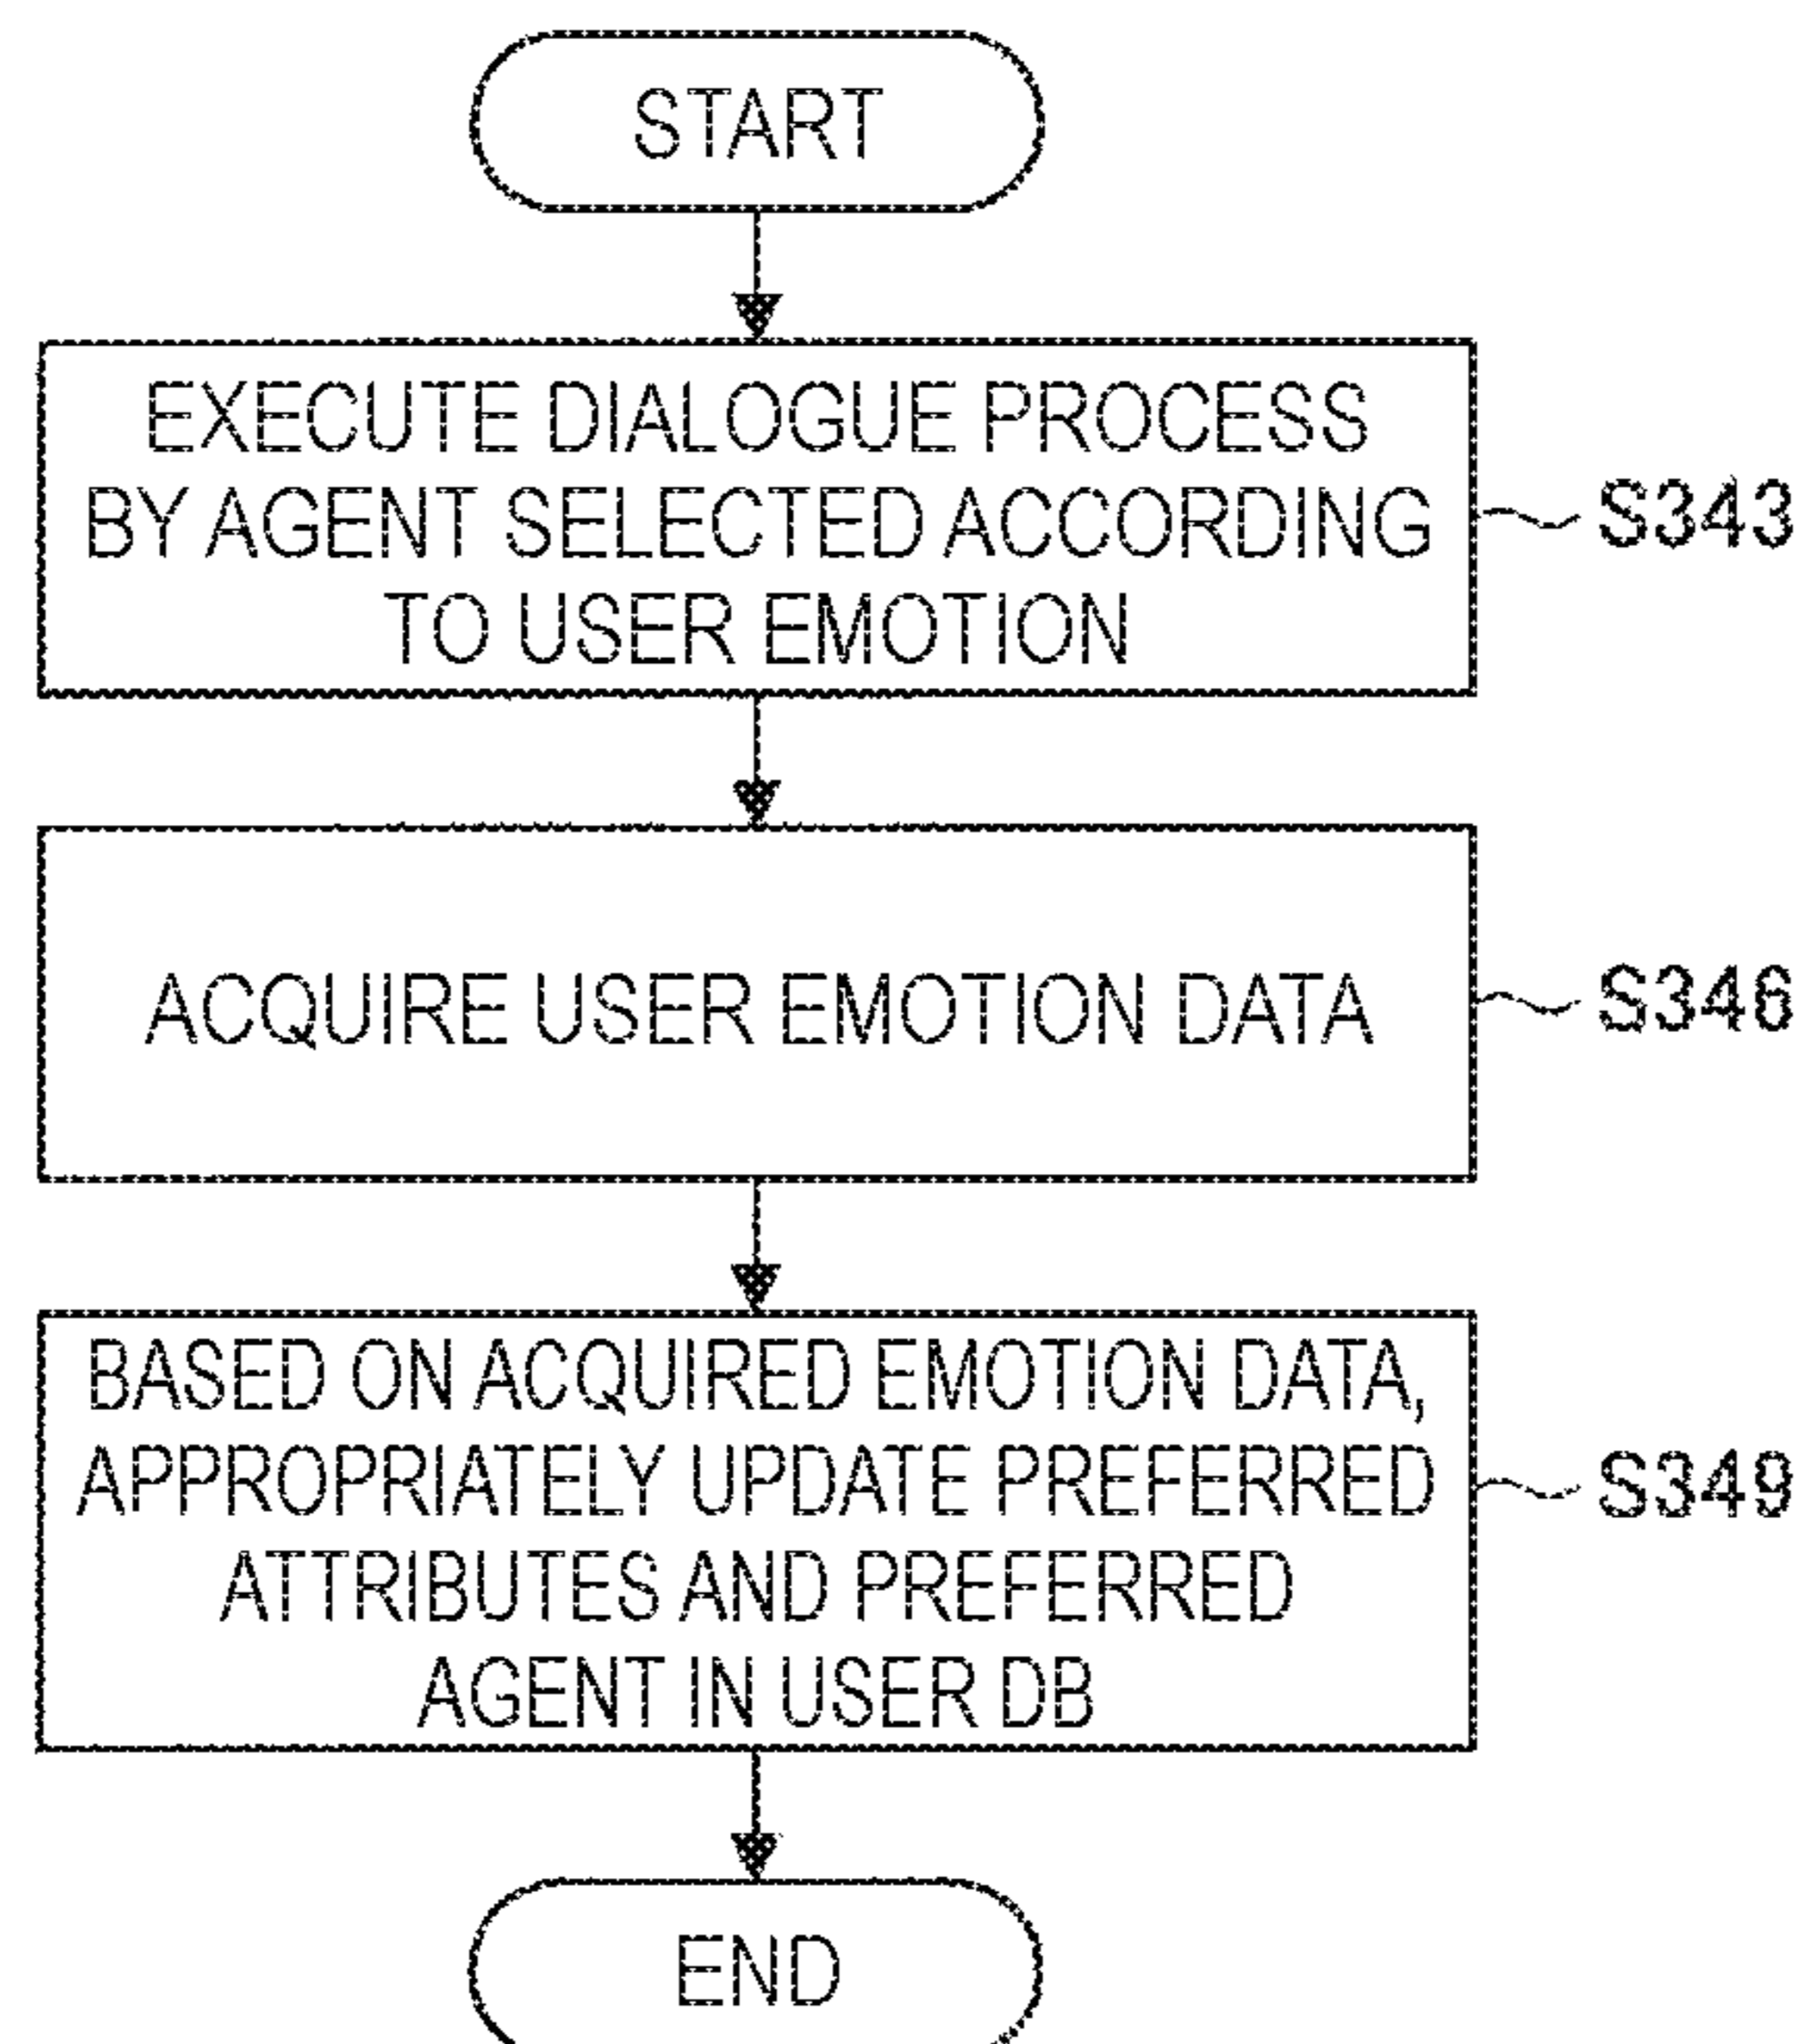 START
EXECUTE DIALOGUE PROCESS
BY AGENT SELECTED ACCORDING
TO USER EMOTION
S343
ACQUIRE USER EMOTION DATA
S346
BASED ON ACQUIRED EMOTION DATA,
APPROPRIATELY UPDATE PREFERRED
ATTRIBUTES AND PREFERRED
AGENT IN USER DB
S349
END